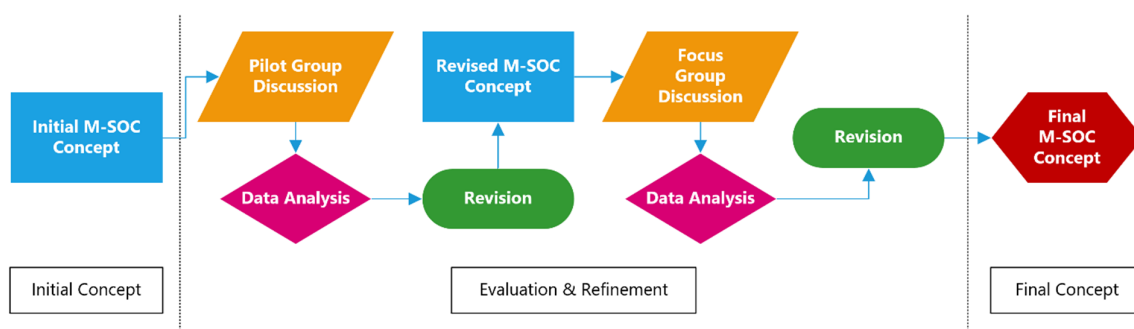 Initial M-SOC
Concept
Pilot Group
Discussion
Data Analysis
Revision
Revised M-SOC
Concept
Focus
Group
Discussion
Data Analysis
Revision
Final
M-SOC
Concept
Initial Concept
Evaluation & Refinement
Final Concept